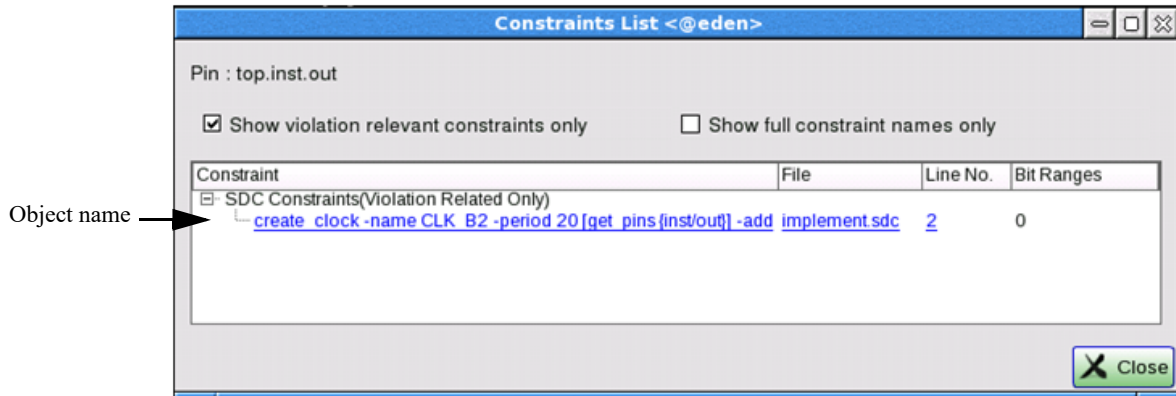 Constraints List <@eden>
Pin : top.inst.out
Show violation relevant constraints only Show full constraint names only
Constraint File Line No. Bit Ranges
SDC Constraints(Violation Related Only)
Object name create_clock -name CLK_B2 -period 20 [get_pins {inst/out}] -add implement.sdc 2 0
Close